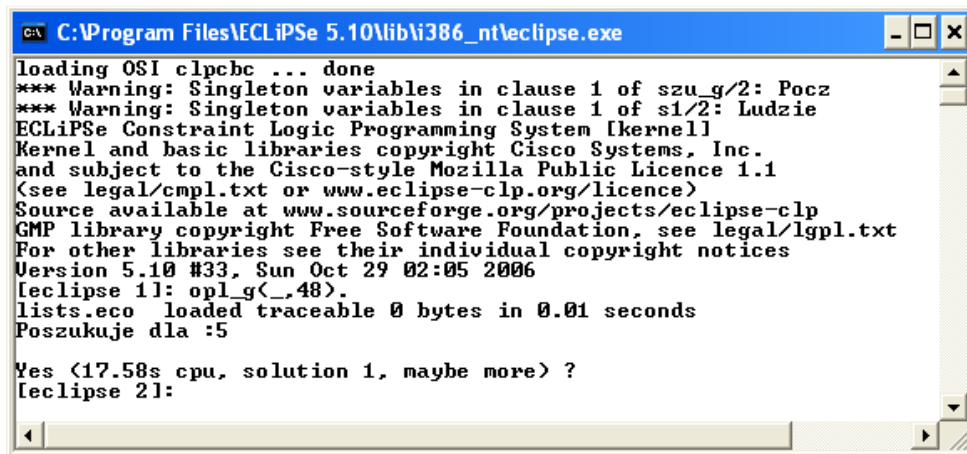 C:\Program Files\ECLiPSe 5.10\lib\i386_nt\eclipse.exe
loading OSI clpcbc ... done
*** Warning: Singleton variables in clause 1 of szu_g/2: Pocz
*** Warning: Singleton variables in clause 1 of s1/2: Ludzie
ECLiPSe Constraint Logic Programming System [kernel]
Kernel and basic libraries copyright Cisco Systems, Inc.
and subject to the Cisco-style Mozilla Public Licence 1.1
(see legal/cmpl.txt or www.eclipse-clp.org/licence)
Source available at www.sourceforge.org/projects/eclipse-clp
GMP library copyright Free Software Foundation, see legal/lgpl.txt
For other libraries see their individual copyright notices
Version 5.10 #33, Sun Oct 29 02:05 2006
[eclipse 1]: opl_g(_,48).
lists.eco  loaded traceable 0 bytes in 0.01 seconds
Poszukuje dla :5
Yes (17.58s cpu, solution 1, maybe more) ?
[eclipse 2]: